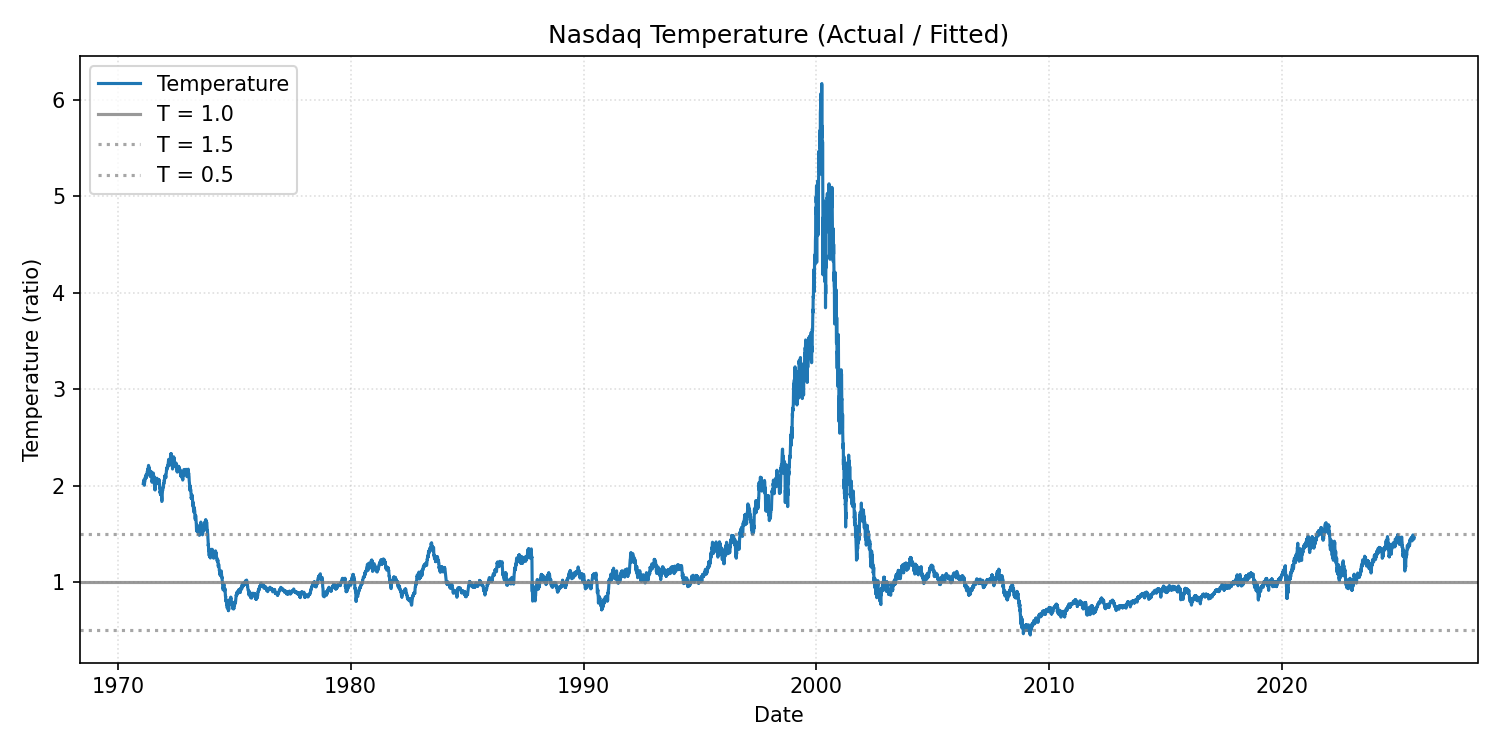 Nasdaq Temperature (Actual / Fitted)
Temperature
T = 1.0
T = 1.5
T = 0.5
Temperature (ratio)
6
5
4
3
2
1
1970 1980 1990 2000 2010 2020
Date